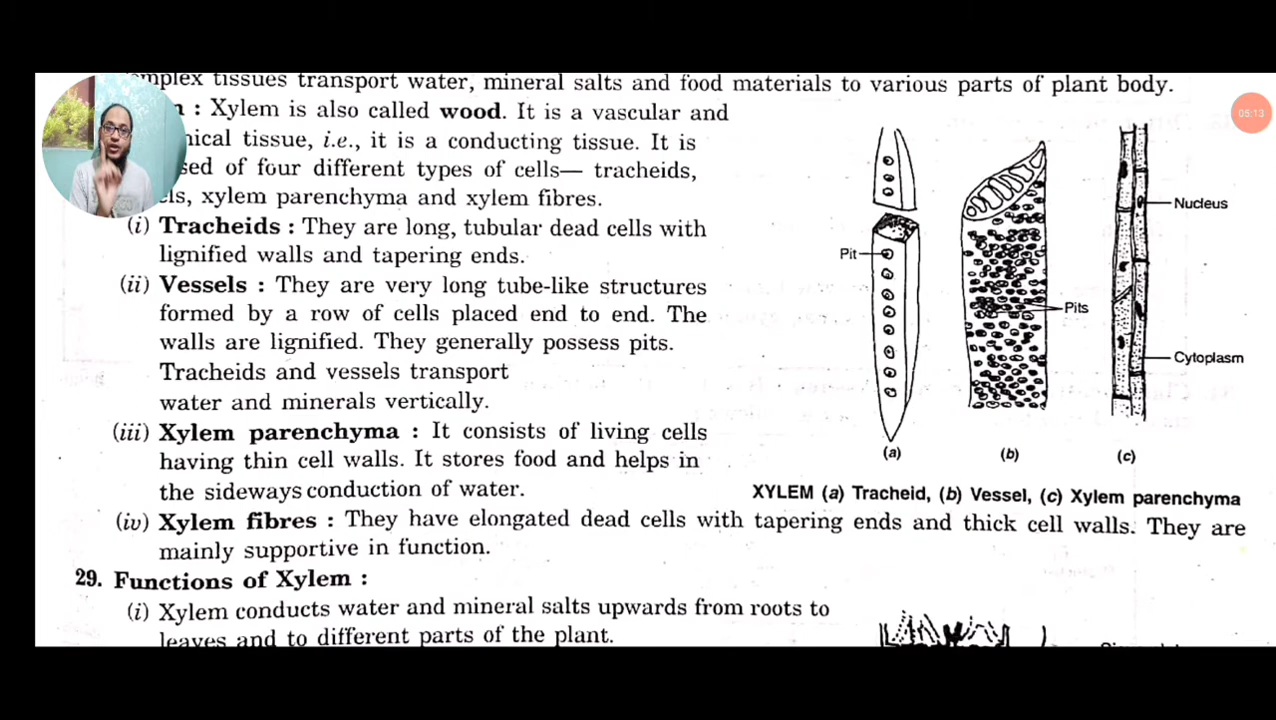 complex tissues transport water, mineral salts and food materials to various parts of plant body.
: Xylem is also called wood. It is a vascular and
it is a conducting tissue. It is
of four different types of cells— tracheids,
xylem parenchyma and xylem fibres.
(i) Tracheids : They are long, tubular dead cells with
lignified walls and tapering ends.
(ii) Vessels : They are very long tube-like structures
formed by a row of cells placed end to end. The
walls are lignified. They generally possess pits.
Tracheids and vessels transport
water and minerals vertically.
(iii) Xylem parenchyma : It consists of living cells
having thin cell walls. It stores food and helps in
the sideways conduction of water.
(iv) Xylem fibres : They have elongated dead cells with tapering ends and thick cell walls. They are
mainly supportive in function.
29. Functions of Xylem :
(i) Xylem conducts water and mineral salts upwards from roots to
leaves and to different parts of the plant.
05:13
Pit
Nucleus
Pits
Cytoplasm
(a)
(b)
(c)
XYLEM (a) Tracheid, (b) Vessel, (c) Xylem parenchyma